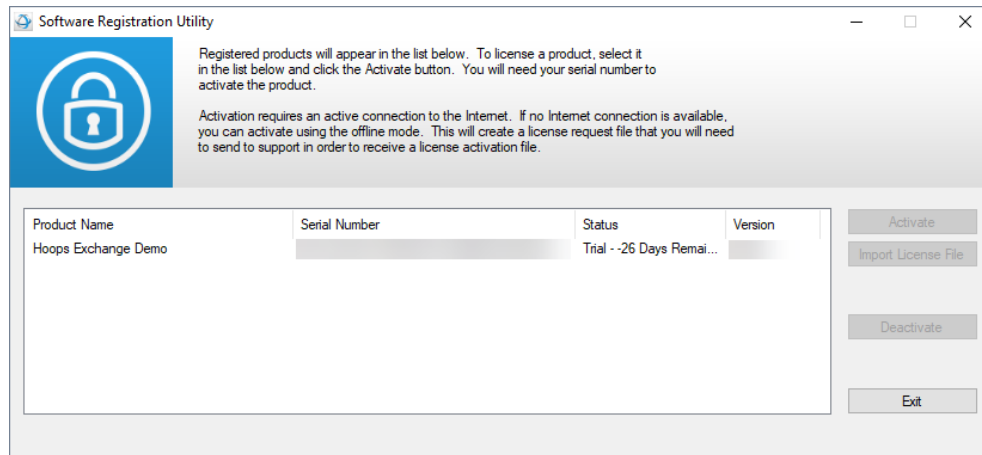 Software Registration Utility
Registered products will appear in the list below. To license a product, select it
in the list below and click the Activate button. You will need your serial number to
activate the product.
Activation requires an active connection to the Internet. If no Internet connection is available,
you can activate using the offline mode. This will create a license request file that you will need
to send to support in order to receive a license activation file.
Product Name Serial Number Status Version
Hoops Exchange Demo Trial - -26 Days Remai...
Activate
Import License File
Deactivate
Exit